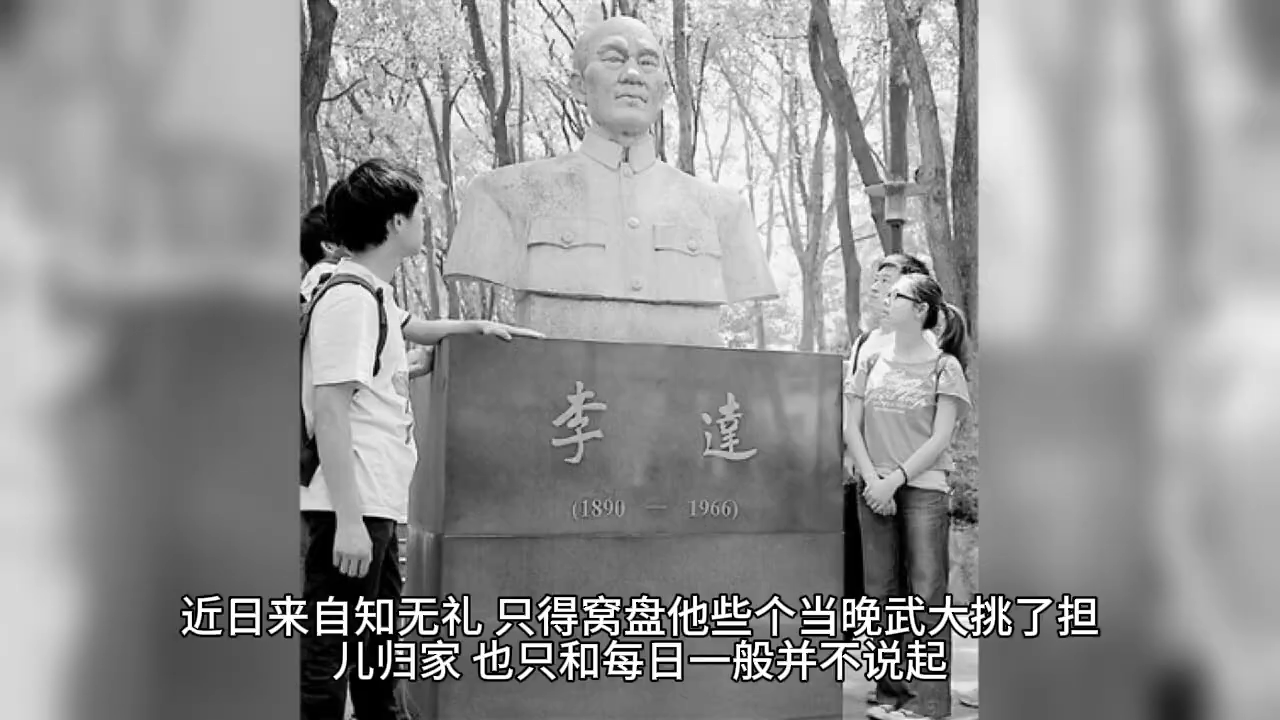 李 達
(1890 — 1966)
近日来自知无礼 只得窝盘他些个当晚武大挑了担
儿归家 也只和每日一般并不说起